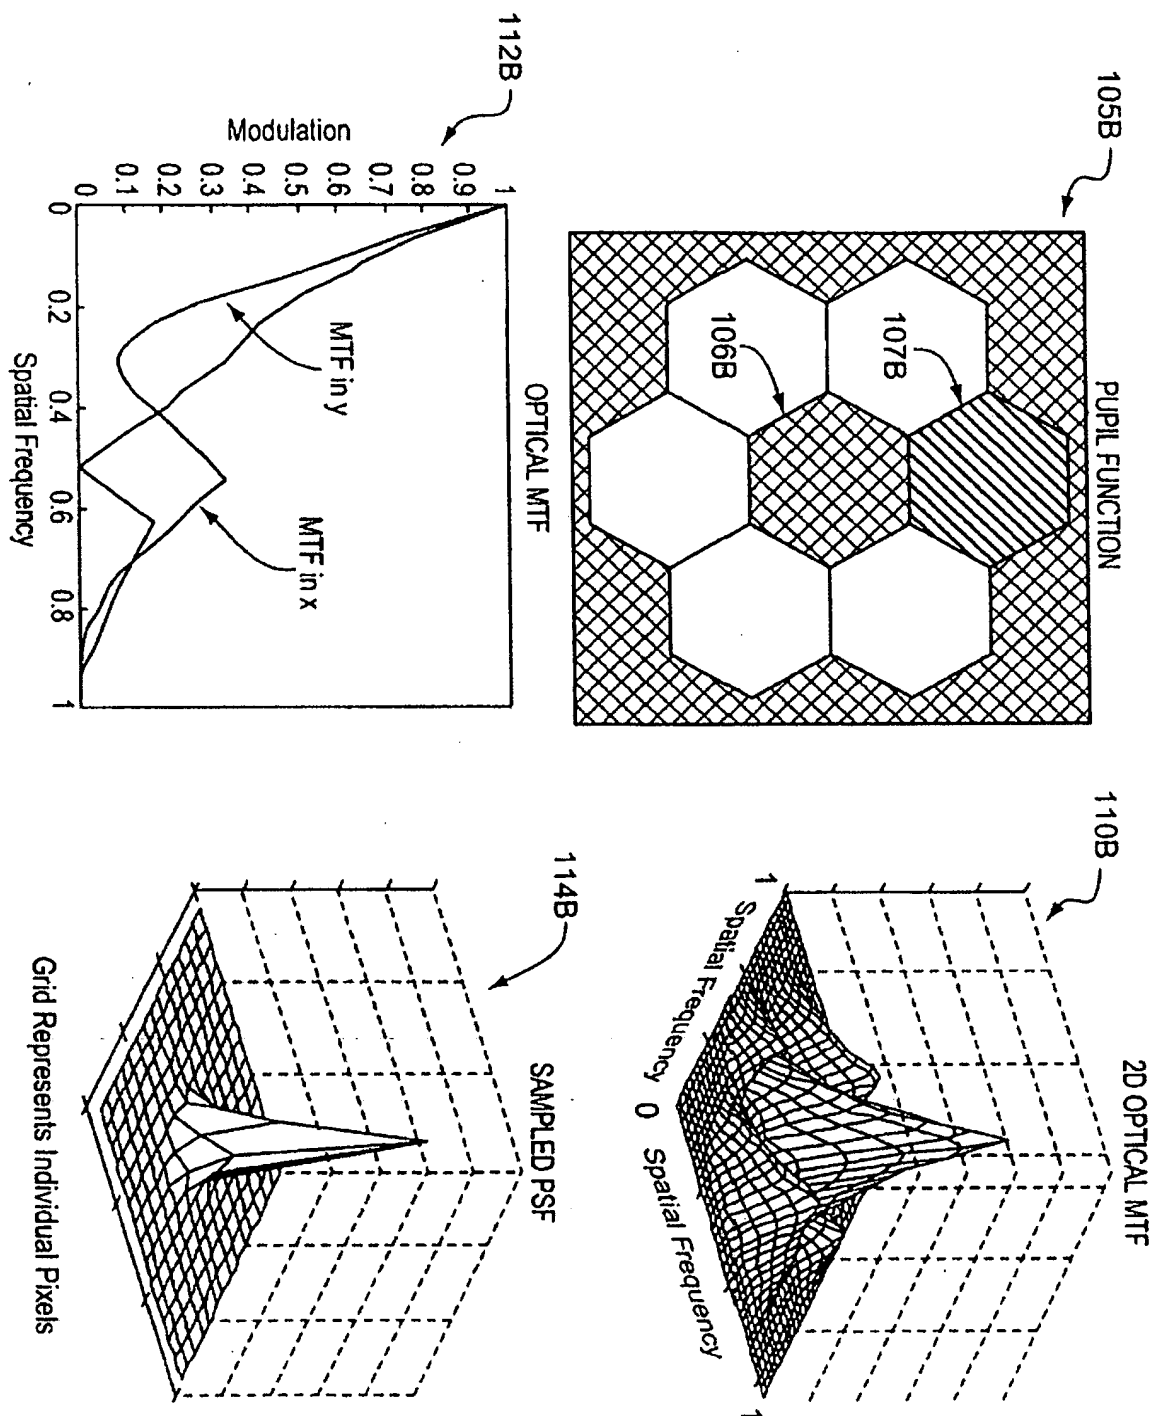 105B
PUPIL FUNCTION
107B
106B
110B
2D OPTICAL MTF
1
Spatial Frequency
0
Spatial Frequency
1
112B
OPTICAL MTF
Modulation
1
0.9
0.8
0.7
0.6
0.5
0.4
0.3
0.2
0.1
0
MTF in y
MTF in x
0
0.2
0.4
0.6
0.8
1
Spatial Frequency
114B
SAMPLED PSF
Grid Represents Individual Pixels